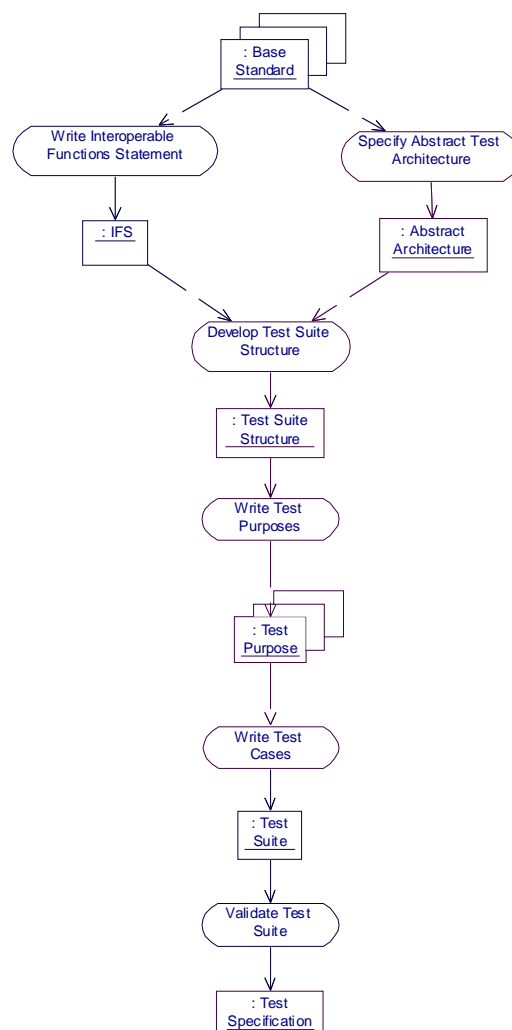 : Base
Standard
Write Interoperable
Functions Statement
Specify Abstract Test
Architecture
: IFS
: Abstract
Architecture
Develop Test Suite
Structure
: Test Suite
Structure
Write Test
Purposes
: Test
Purpose
Write Test
Cases
: Test
Suite
Validate Test
Suite
: Test
Specification